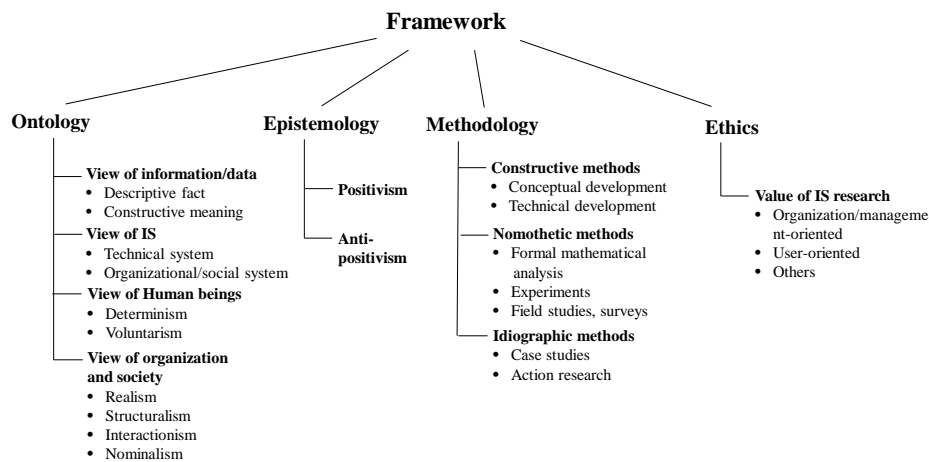 Framework
Ontology
View of information/data
• Descriptive fact
• Constructive meaning
View of IS
• Technical system
• Organizational/social system
View of Human beings
• Determinism
• Voluntarism
View of organization
and society
• Realism
• Structuralism
• Interactionism
• Nominalism
Epistemology
Positivism
Anti-
positivism
Methodology
Constructive methods
• Conceptual development
• Technical development
Nomothetic methods
• Formal mathematical
analysis
• Experiments
• Field studies, surveys
Idiographic methods
• Case studies
• Action research
Ethics
Value of IS research
• Organization/manageme
nt-oriented
• User-oriented
• Others